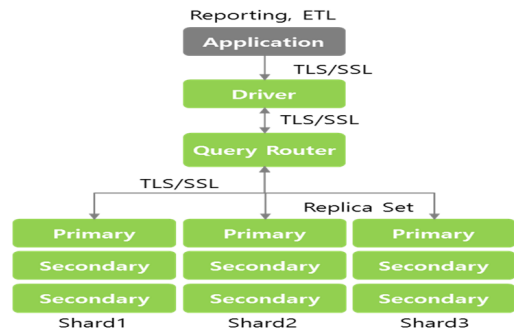 Reporting, ETL
Application
TLS/SSL
Driver
TLS/SSL
Query Router
TLS/SSL
Replica Set
Primary Primary Primary
Secondary Secondary Secondary
Secondary Secondary Secondary
Shard1 Shard2 Shard3